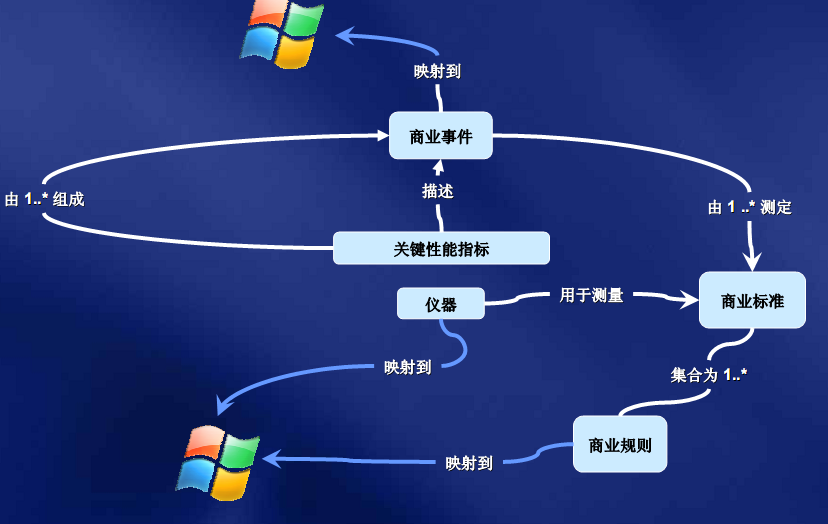 映射到
商业事件
描述
由 1..* 组成
由 1 ..* 测定
关键性能指标
仪器
用于测量
商业标准
映射到
集合为 1..*
商业规则
映射到